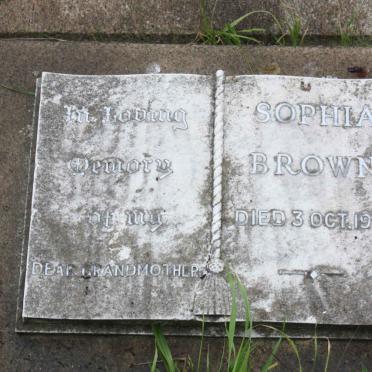 In Loving
Memory
of my
DEAR GRANDMOTHER
SOPHIA
BROWN
DIED 3 OCT. 19